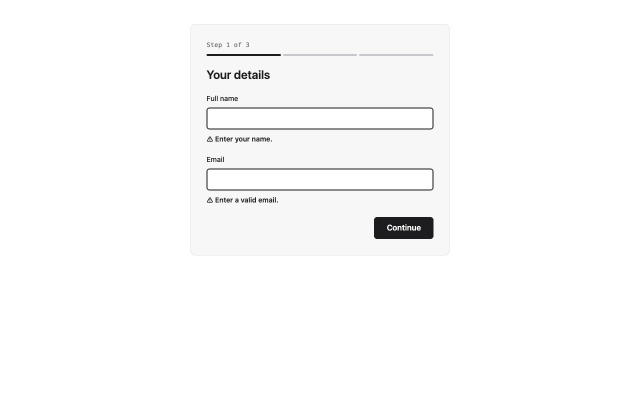 Step 1 of 3
Your details
Full name
⚠ Enter your name.
Email
⚠ Enter a valid email.
Continue